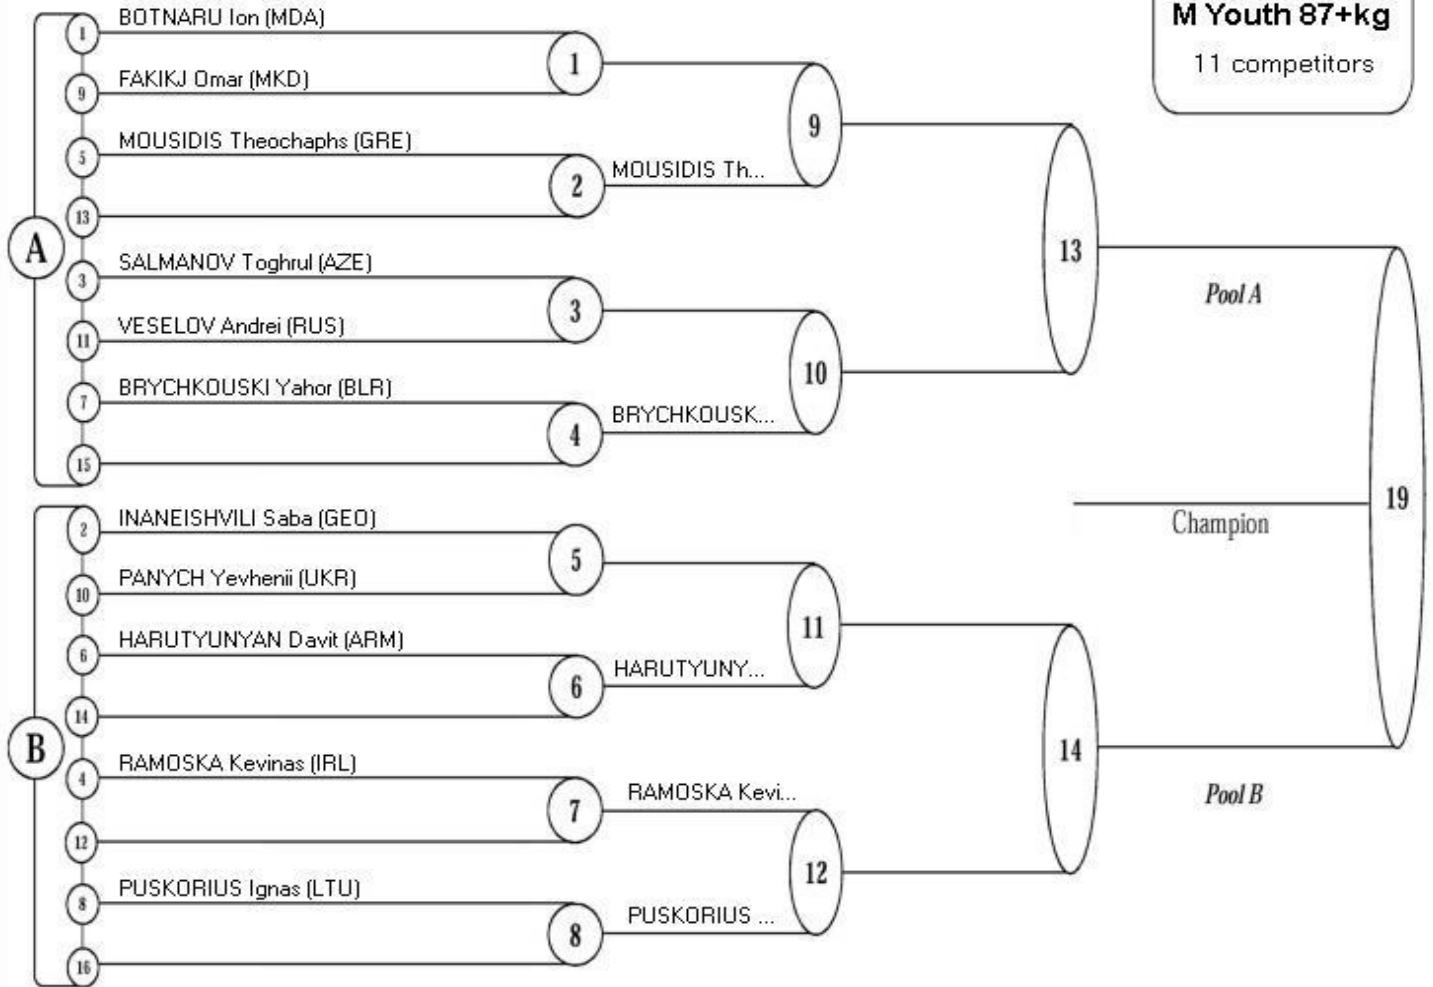 M Youth 87+kg
11 competitors
A
1
BOTNARU Ion (MDA)
9
FAKIKJ Omar (MKD)
1
5
MOUSIDIS Theochaphs (GRE)
13
2
MOUSIDIS Th...
9
3
SALMANOV Toghrul (AZE)
11
VESELOV Andrei (RUS)
3
7
BRYCHKOUSKI Yahor (BLR)
15
4
BRYCHKOUSK...
10
13
Pool A
B
2
INANEISHVILI Saba (GEO)
10
PANYCH Yevhenii (UKR)
5
6
HARUTYUNYAN Davit (ARM)
14
6
HARUTYUNY...
11
4
RAMOSKA Kevinas (IRL)
12
7
RAMOSKA Kevi...
8
PUSKORIUS Ignas (LTU)
16
8
PUSKORIUS ...
12
14
Pool B
Champion
19